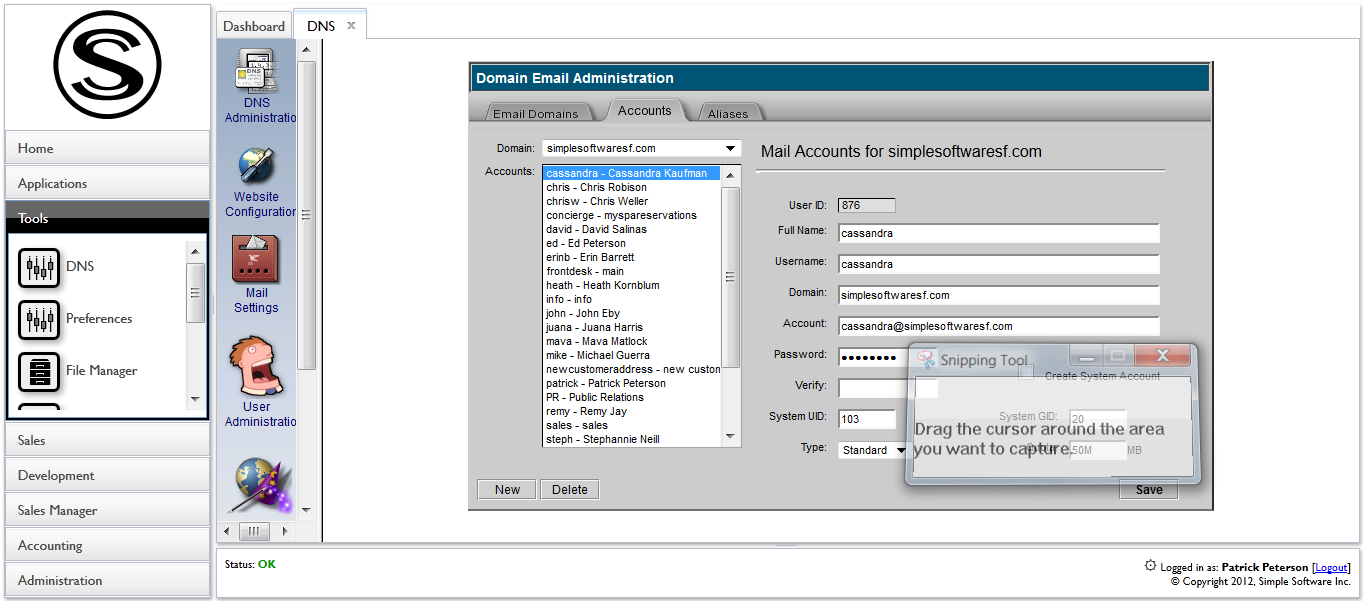 S
Home
Applications
Tools
DNS
Preferences
File Manager
Sales
Development
Sales Manager
Accounting
Administration
Dashboard
DNS x
DNS
Administratio
Website
Configuration
Mail
Settings
User
Administratio
Domain Email Administration
Email Domains
Accounts
Aliases
Domain: simplesoftwaresf.com
Accounts:
cassandra - Cassandra Kaufman
chris - Chris Robison
chrisw - Chris Weller
concierge - myspareservations
david - David Salinas
ed - Ed Peterson
erinb - Erin Barrett
frontdesk - main
heath - Heath Kornblum
info - info
john - John Eby
juana - Juana Harris
mava - Mava Matlock
mike - Michael Guerra
newcustomeraddress - new custon
patrick - Patrick Peterson
PR - Public Relations
remy - Remy Jay
sales - sales
steph - Stephannie Neill
New
Delete
Mail Accounts for simplesoftwaresf.com
User ID: 876
Full Name: cassandra
Username: cassandra
Domain: simplesoftwaresf.com
Account: cassandra@simplesoftwaresf.com
Password: ••••••••
Create System Account
Verify:
System UID: 103
System GID: 20
Type: Standard
50M MB
Save
Snipping Tool
Drag the cursor around the area
you want to capture.
Status: OK
Logged in as: Patrick Peterson [Logout]
© Copyright 2012, Simple Software Inc.